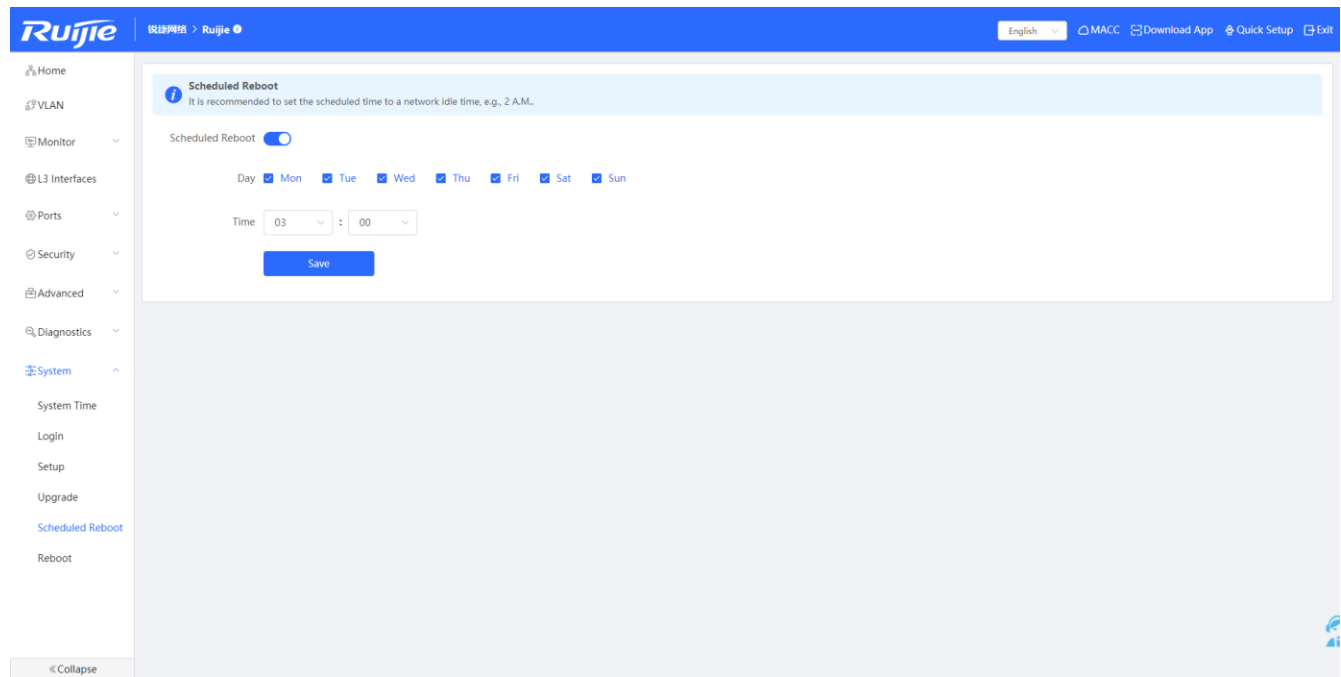 Ruijie
锐捷网络 > Ruijie
English MACC Download App Quick Setup Exit
Home
VLAN
Monitor
L3 Interfaces
Ports
Security
Advanced
Diagnostics
System
System Time
Login
Setup
Upgrade
Scheduled Reboot
Reboot
«Collapse
Scheduled Reboot
It is recommended to set the scheduled time to a network idle time, e.g., 2 A.M..
Scheduled Reboot
Day Mon Tue Wed Thu Fri Sat Sun
Time 03 : 00
Save